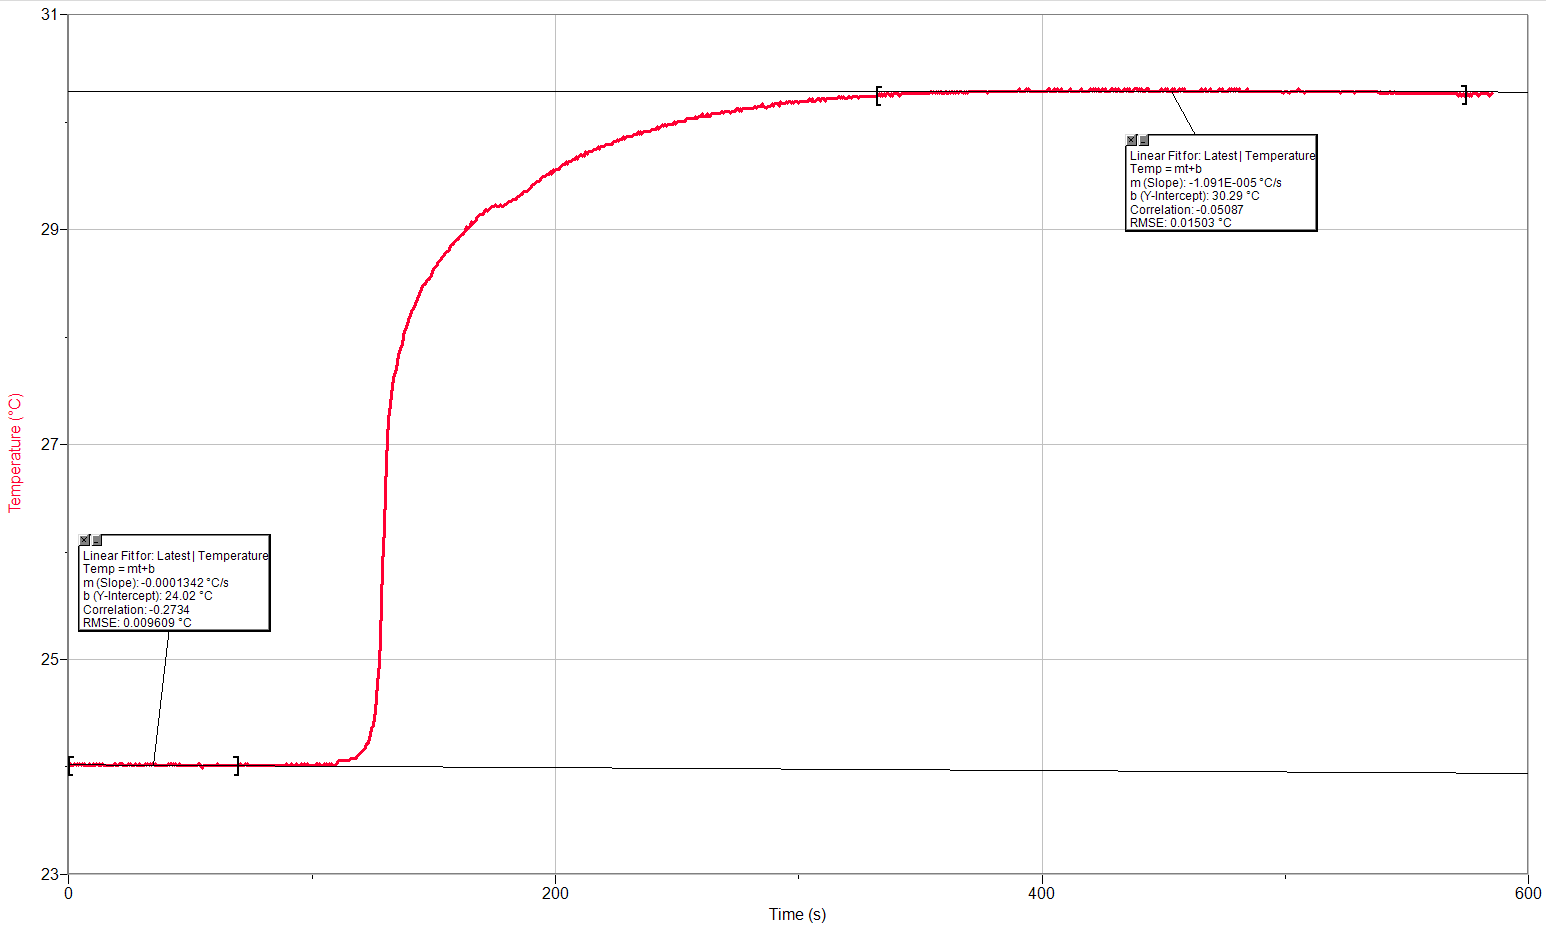 31
29
27
25
23
Temperature (°C)
Linear Fit for: Latest | Temperature
Temp = mt+b
m (Slope): -1.091E-005 °C/s
b (Y-Intercept): 30.29 °C
Correlation: -0.05087
RMSE: 0.01503 °C
Linear Fit for: Latest | Temperature
Temp = mt+b
m (Slope): -0.0001342 °C/s
b (Y-Intercept): 24.02 °C
Correlation: -0.2734
RMSE: 0.009609 °C
0 200 400 600
Time (s)